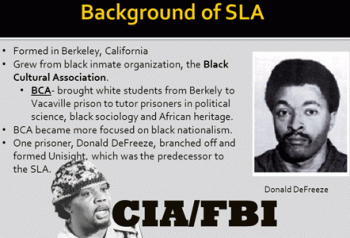 Background of SLA
• Formed in Berkeley, California
• Grew from black inmate organization, the Black
Cultural Association.
• BCA- brought white students from Berkely to
Vacaville prison to tutor prisoners in political
science, black sociology and African heritage.
• BCA became more focused on black nationalism.
• One prisoner, Donald DeFreeze, branched off and
formed Unisight, which was the predecessor to
the SLA.
Donald DeFreeze
CIA/FBI